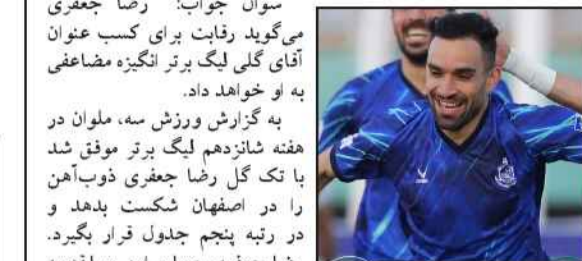 سوال جواب: رضا جعفری
می‌گوید رقابت برای کسب عنوان
آقای گلی لیگ برتر انگیزه مضاعفی
به او خواهد داد.
به گزارش ورزش سه، ملوان در
هفته شانزدهم لیگ برتر موفق شد
با تک گل رضا جعفری ذوب‌آهن
را در اصفهان شکست بدهد و
در رتبه پنجم جدول قرار بگیرد.